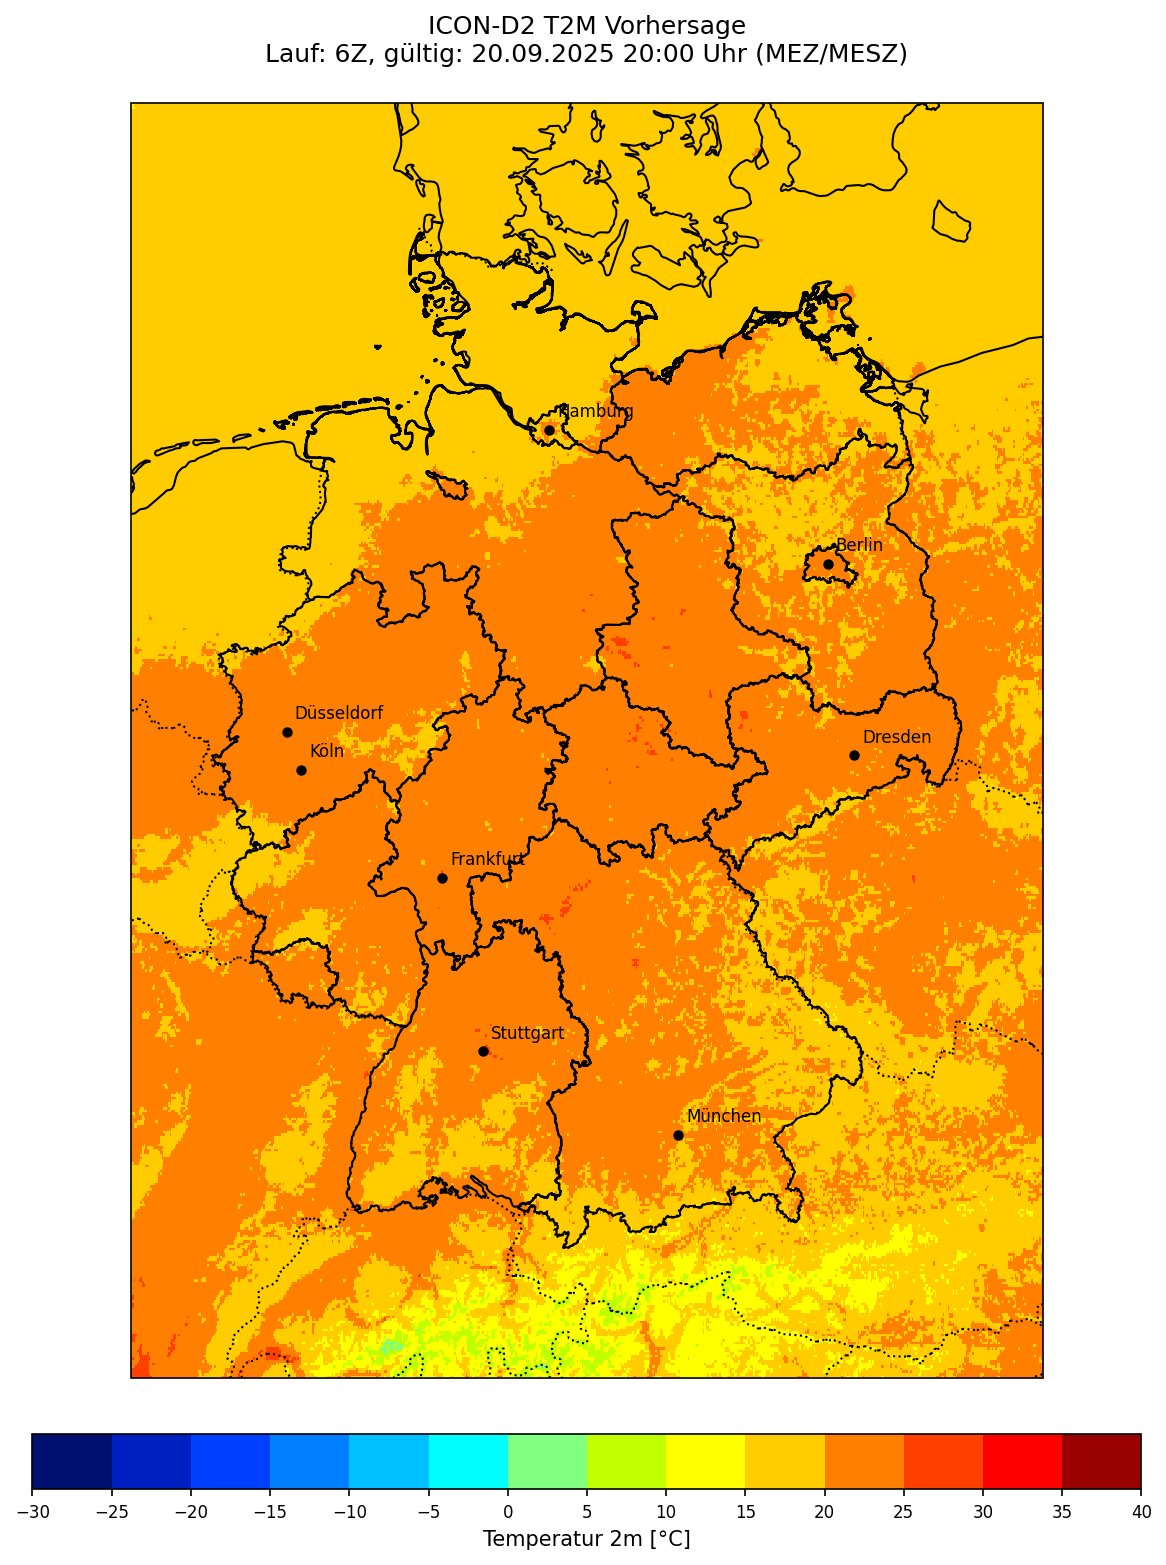 ICON-D2 T2M Vorhersage
Lauf: 6Z, gültig: 20.09.2025 20:00 Uhr (MEZ/MESZ)
Hamburg
Berlin
Düsseldorf
Dresden
Köln
Frankfurt
Stuttgart
München
−30 −25 −20 −15 −10 −5 0 5 10 15 20 25 30 35 40
Temperatur 2m [°C]